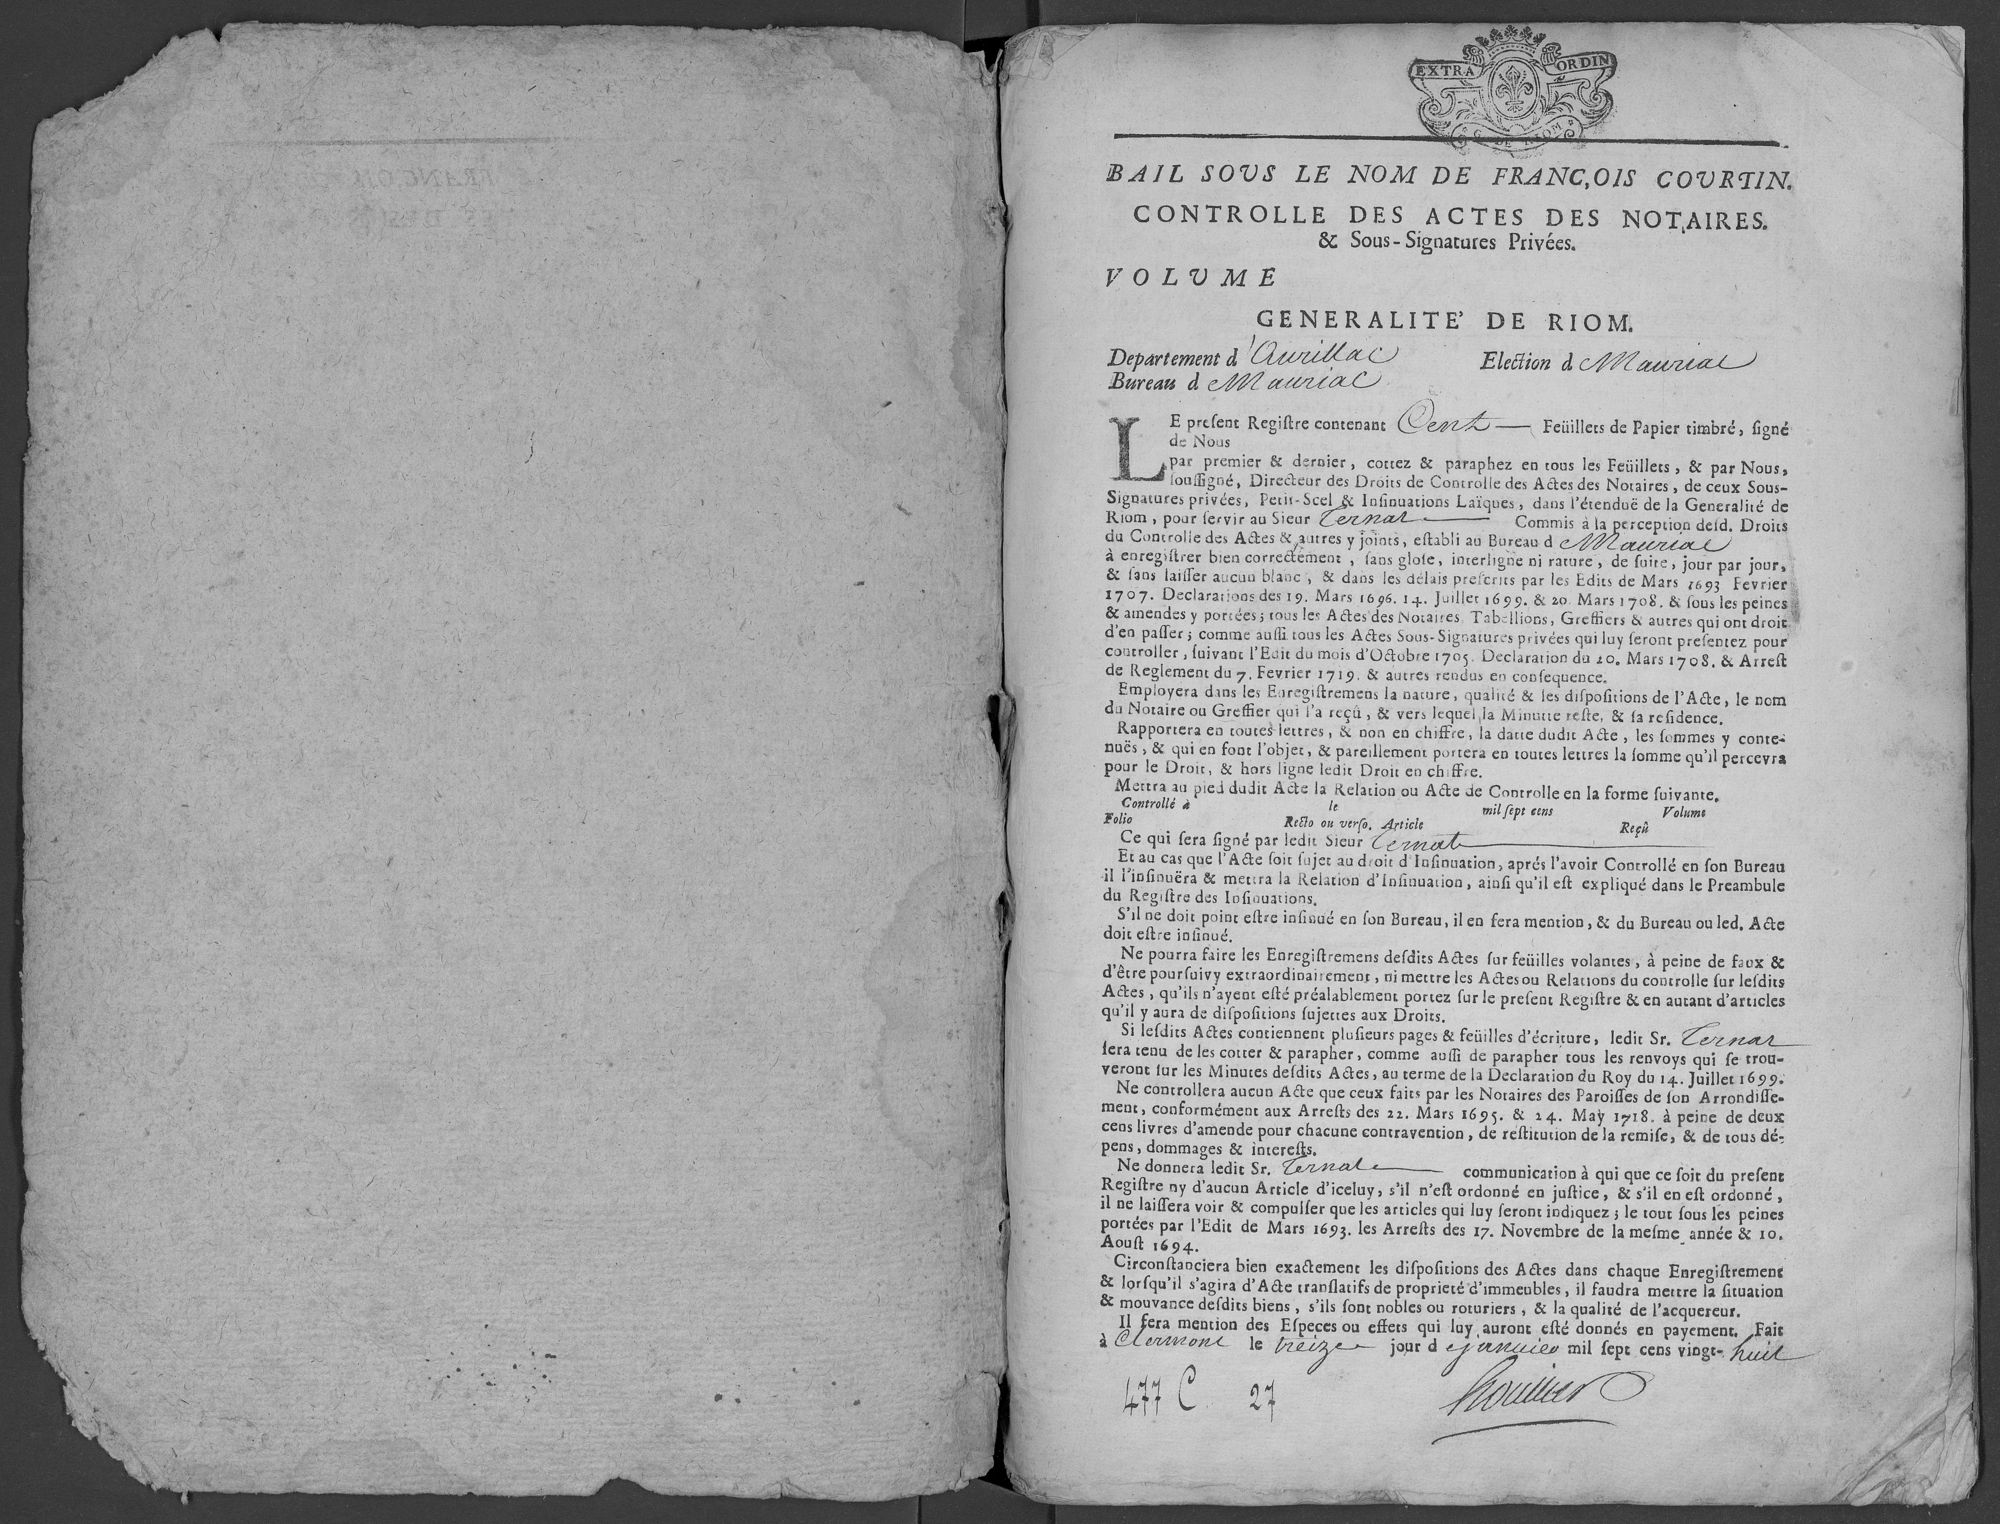 EXTRA ORDIN
G. DE RIOM
BAIL SOVS LE NOM DE FRANC,OIS COVRTIN.
CONTROLLE DES ACTES DES NOTAIRES.
& Sous-Signatures Privées.
VOLVME
GENERALITE' DE RIOM.
Departement d'Aurillac Election d Mauriac
Bureau d Mauriac
LE present Registre contenant Cent Feüillets de Papier timbré, signé
de Nous
par premier & dernier, cottez & paraphez en tous les Feüillets, & par Nous,
soussigné, Directeur des Droits de Controlle des Actes des Notaires, de ceux Sous-
Signatures privées, Petit-Scel & Insinuations Laïques, dans l'étenduë de la Generalité de
Riom, pour servir au Sieur Ternat Commis à la perception desd. Droits
du Controlle des Actes & autres y joints, establi au Bureau d Mauriac
à enregistrer bien correctement, sans glose, interligne ni rature, de suite, jour par jour,
& sans laisser aucun blanc, & dans les délais prescrits par les Edits de Mars 1693 Fevrier
1707. Declarations des 19. Mars 1696. 14. Juillet 1699. & 20. Mars 1708. & sous les peines
& amendes y portées; tous les Actes des Notaires, Tabellions, Greffiers & autres qui ont droit
d'en passer; comme aussi tous les Actes Sous-Signatures privées qui luy seront presentez pour
controller, suivant l'Edit du mois d'Octobre 1705. Declaration du 20. Mars 1708. & Arrest
de Reglement du 7. Fevrier 1719. & autres rendus en consequence.
Employera dans les Enregistremens la nature, qualité & les dispositions de l'Acte, le nom
du Notaire ou Greffier qui l'a reçû, & vers lequel la Minutte reste, & sa residence.
Rapportera en toutes lettres, & non en chiffre, la datte dudit Acte, les sommes y conte-
nuës, & qui en font l'objet, & pareillement portera en toutes lettres la somme qu'il percevra
pour le Droit, & hors ligne ledit Droit en chiffre.
Mettra au pied dudit Acte la Relation ou Acte de Controlle en la forme suivante.
Controllé à le mil sept cens Volume
Folio Recto ou verso. Article Reçû
Ce qui sera signé par ledit Sieur Ternat
Et au cas que l'Acte soit sujet au droit d'Insinuation, aprés l'avoir Controllé en son Bureau
il l'insinuëra & mettra la Relation d'Insinuation, ainsi qu'il est expliqué dans le Preambule
du Registre des Insinuations.
S'il ne doit point estre insinué en son Bureau, il en fera mention, & du Bureau ou led. Acte
doit estre insinué.
Ne pourra faire les Enregistremens desdits Actes sur feüilles volantes, à peine de faux &
d'être poursuivy extraordinairement, ni mettre les Actes ou Relations du controlle sur lesdits
Actes, qu'ils n'ayent esté préalablement portez sur le present Registre & en autant d'articles
qu'il y aura de dispositions sujettes aux Droits.
Si lesdits Actes contiennent plusieurs pages & feüilles d'écriture, ledit Sr. Ternat
sera tenu de les cotter & parapher, comme aussi de parapher tous les renvoys qui se trou-
veront sur les Minutes desdits Actes, au terme de la Declaration du Roy du 14. Juillet 1699.
Ne controllera aucun Acte que ceux faits par les Notaires des Paroisses de son Arrondisse-
ment, conformément aux Arrests des 22. Mars 1695. & 24. May 1718. à peine de deux
cens livres d'amende pour chacune contravention, de restitution de la remise, & de tous dé-
pens, dommages & interests.
Ne donnera ledit Sr. Ternat communication à qui que ce soit du present
Registre ny d'aucun Article d'iceluy, s'il n'est ordonné en justice, & s'il en est ordonné,
il ne laissera voir & compulser que les articles qui luy seront indiquez; le tout sous les peines
portées par l'Edit de Mars 1693. les Arrests des 17. Novembre de la mesme année & 10.
Aoust 1694.
Circonstanciera bien exactement les dispositions des Actes dans chaque Enregistrement
& lorsqu'il s'agira d'Acte translatifs de proprieté d'immeubles, il faudra mettre la situation
& mouvance desdits biens, s'ils sont nobles ou roturiers, & la qualité de l'acquereur.
Il fera mention des Especes ou effets qui luy auront esté donnés en payement. Fait
à Clermont le treize jour d ejanvier mil sept cens vingt-huit
477 C 27